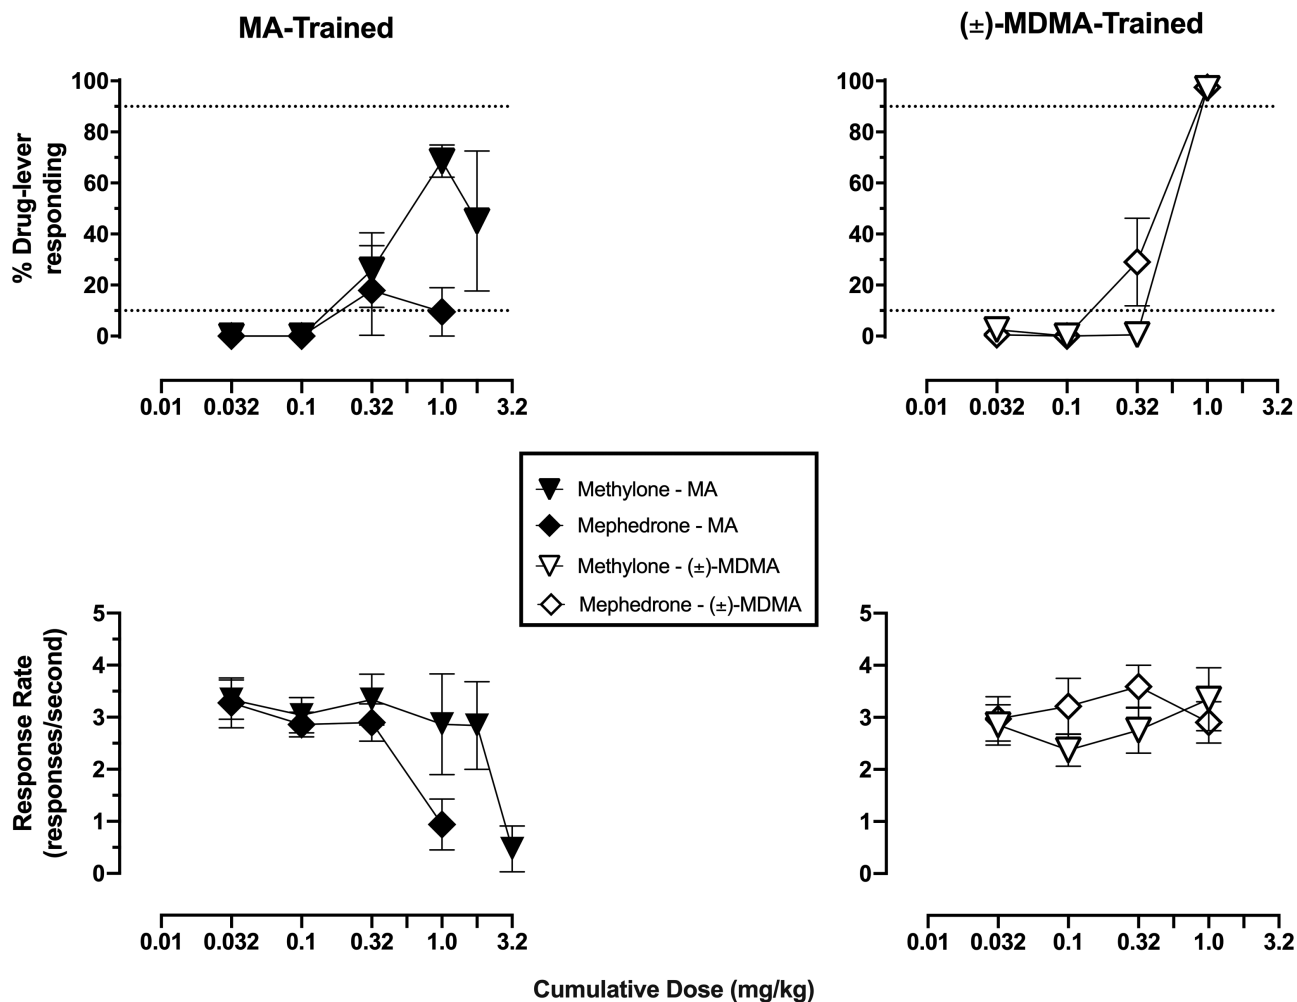 MA-Trained
(±)-MDMA-Trained
% Drug-lever
responding
100
80
60
40
20
0
0.01 0.032 0.1 0.32 1.0 3.2
100
80
60
40
20
0
0.01 0.032 0.1 0.32 1.0 3.2
Methylone - MA
Mephedrone - MA
Methylone - (±)-MDMA
Mephedrone - (±)-MDMA
Response Rate
(responses/second)
5
4
3
2
1
0
0.01 0.032 0.1 0.32 1.0 3.2
5
4
3
2
1
0
0.01 0.032 0.1 0.32 1.0 3.2
Cumulative Dose (mg/kg)